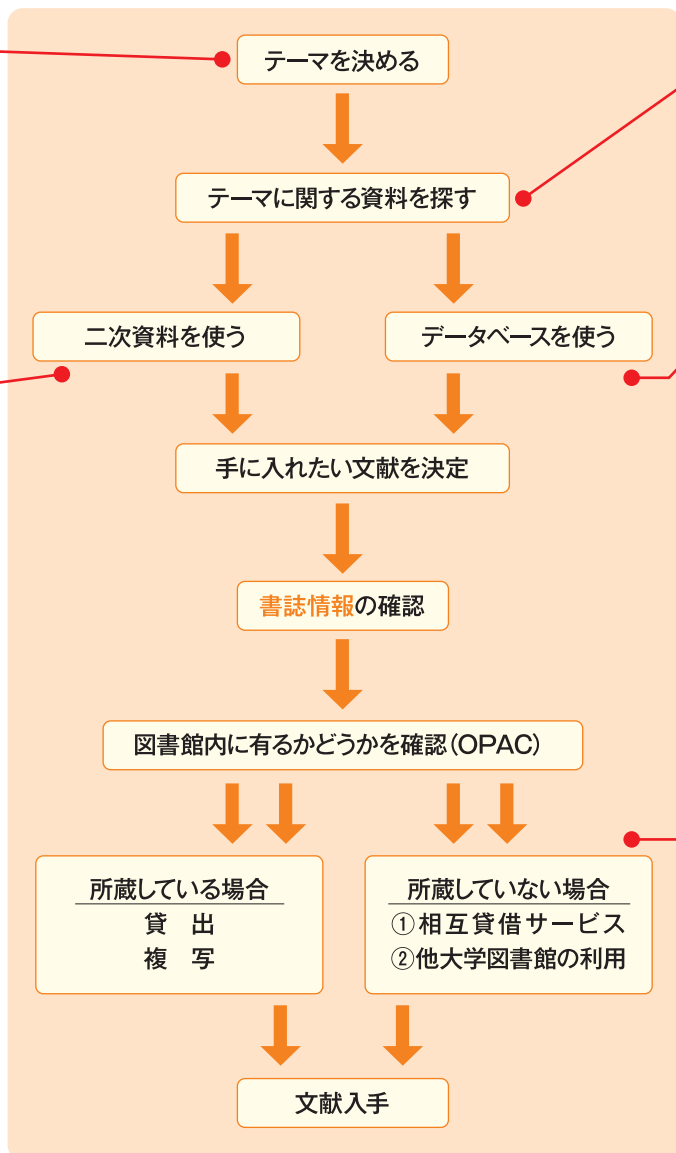 テーマを決める
テーマに関する資料を探す
二次資料を使う
データベースを使う
手に入れたい文献を決定
書誌情報の確認
図書館内に有るかどうかを確認(OPAC)
所蔵している場合
貸 出
複 写
所蔵していない場合
①相互貸借サービス
②他大学図書館の利用
文献入手